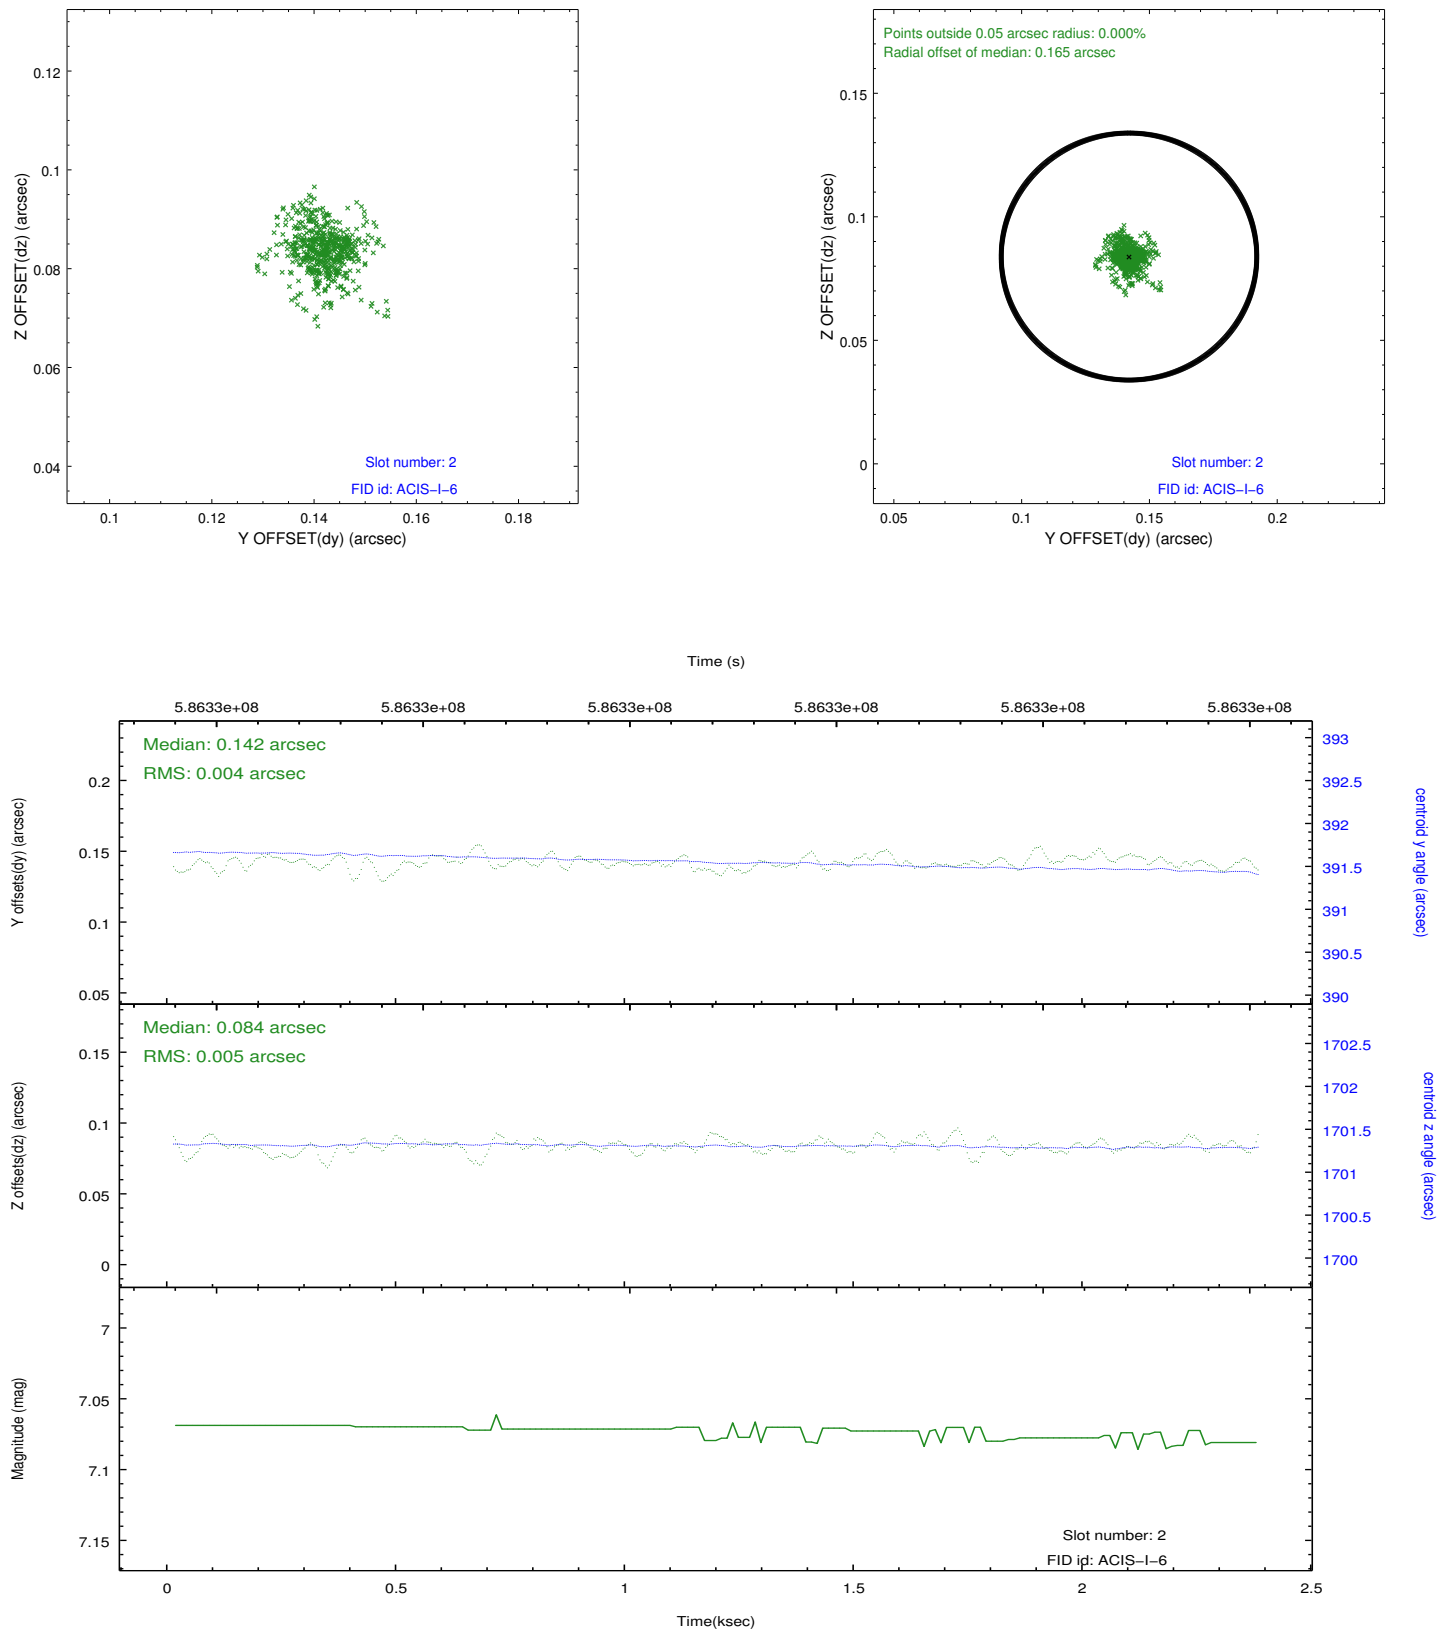 0.12
0.1
0.08
0.06
0.04
Z OFFSET(dz) (arcsec)
Slot number: 2
FID id: ACIS−I−6
0.1
0.12
0.14
0.16
0.18
Y OFFSET(dy) (arcsec)
Points outside 0.05 arcsec radius: 0.000%
Radial offset of median: 0.165 arcsec
0.15
0.1
0.05
0
Z OFFSET(dz) (arcsec)
Slot number: 2
FID id: ACIS−I−6
0.05
0.1
0.15
0.2
Y OFFSET(dy) (arcsec)
Time (s)
5.8633e+08
5.8633e+08
5.8633e+08
5.8633e+08
5.8633e+08
5.8633e+08
Median: 0.142 arcsec
RMS: 0.004 arcsec
0.2
0.15
0.1
0.05
Y offsets(dy) (arcsec)
393
392.5
392
391.5
391
390.5
390
centroid y angle (arcsec)
Median: 0.084 arcsec
RMS: 0.005 arcsec
0.15
0.1
0.05
0
Z offsets(dz) (arcsec)
1702.5
1702
1701.5
1701
1700.5
1700
centroid z angle (arcsec)
7
7.05
7.1
7.15
Magnitude (mag)
Slot number: 2
FID id: ACIS−I−6
0
0.5
1
1.5
2
2.5
Time(ksec)